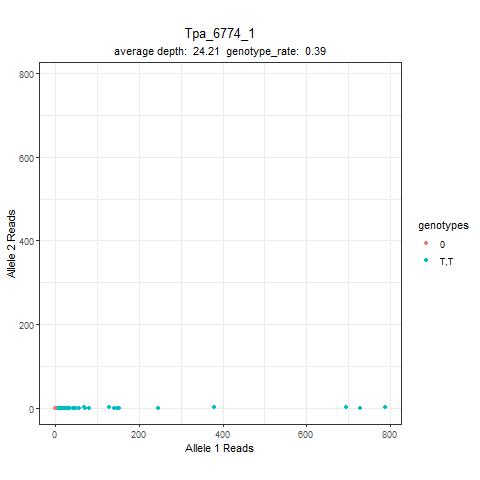 Tpa_6774_1
average depth:  24.21  genotype_rate:  0.39
800
600
400
200
0
Allele 2 Reads
0 200 400 600 800
Allele 1 Reads
genotypes
0
T,T